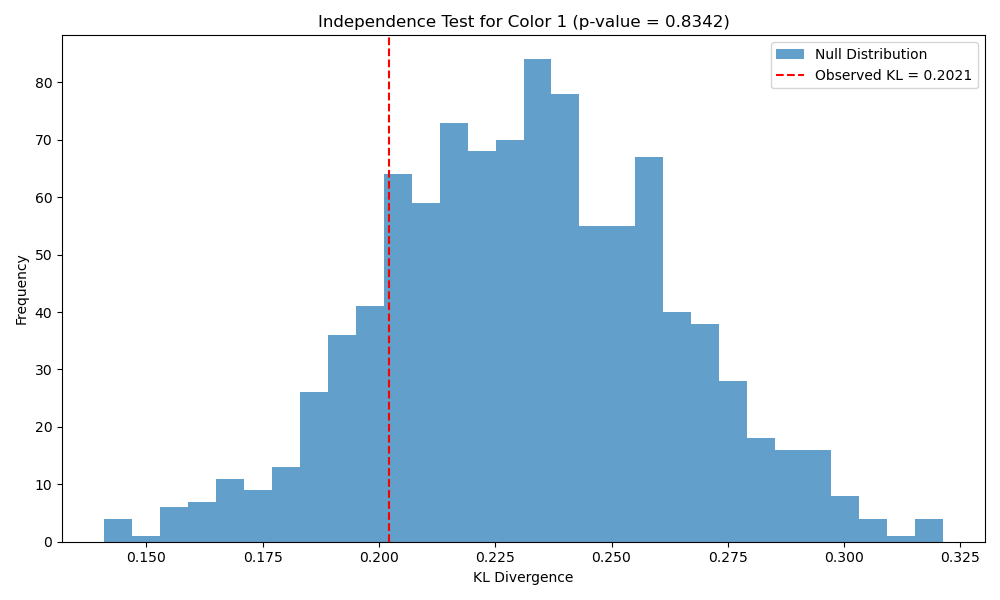 Independence Test for Color 1 (p-value = 0.8342)
Null Distribution
Observed KL = 0.2021
Frequency
80
70
60
50
40
30
20
10
0
0.150 0.175 0.200 0.225 0.250 0.275 0.300 0.325
KL Divergence